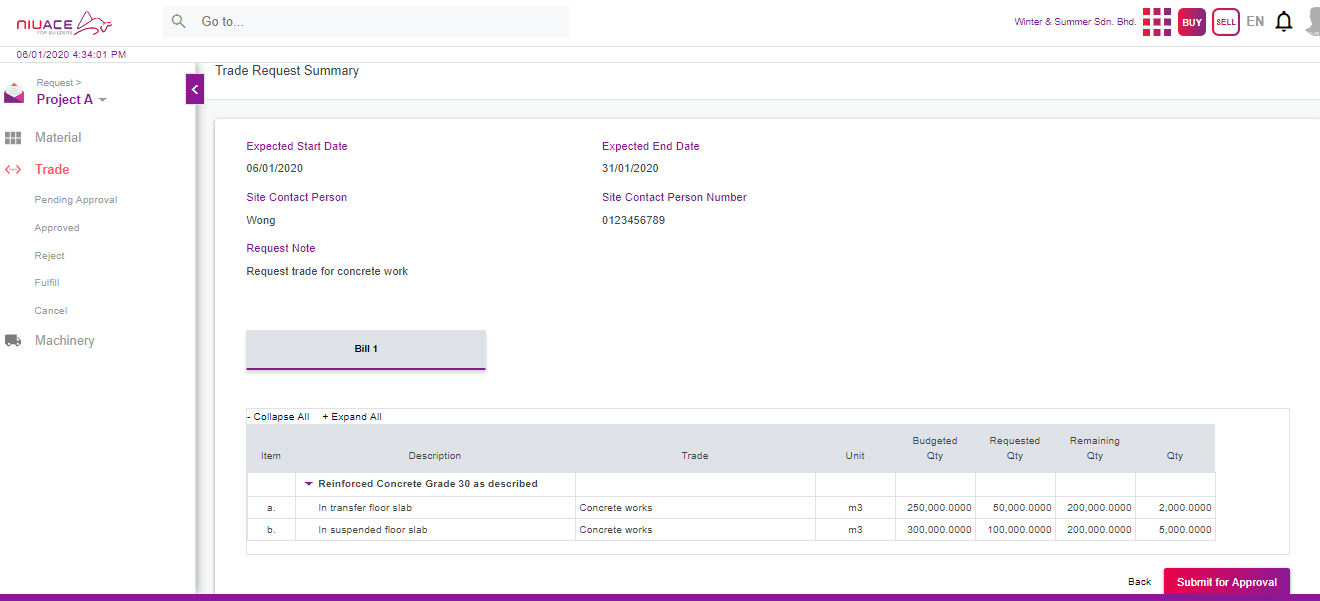 NIUACE
FOR BUILDERS
Go to...
Winter & Summer Sdn. Bhd.
BUY
SELL
EN
06/01/2020 4:34:01 PM
Request >
Project A
Material
Trade
Pending Approval
Approved
Reject
Fulfill
Cancel
Machinery
<
Trade Request Summary
Expected Start Date
Expected End Date
06/01/2020
31/01/2020
Site Contact Person
Site Contact Person Number
Wong
0123456789
Request Note
Request trade for concrete work
Bill 1
- Collapse All + Expand All
Item Description Trade Unit Budgeted Qty Requested Qty Remaining Qty Qty
Reinforced Concrete Grade 30 as described
a. In transfer floor slab Concrete works m3 250,000.0000 50,000.0000 200,000.0000 2,000.0000
b. In suspended floor slab Concrete works m3 300,000.0000 100,000.0000 200,000.0000 5,000.0000
Back Submit for Approval